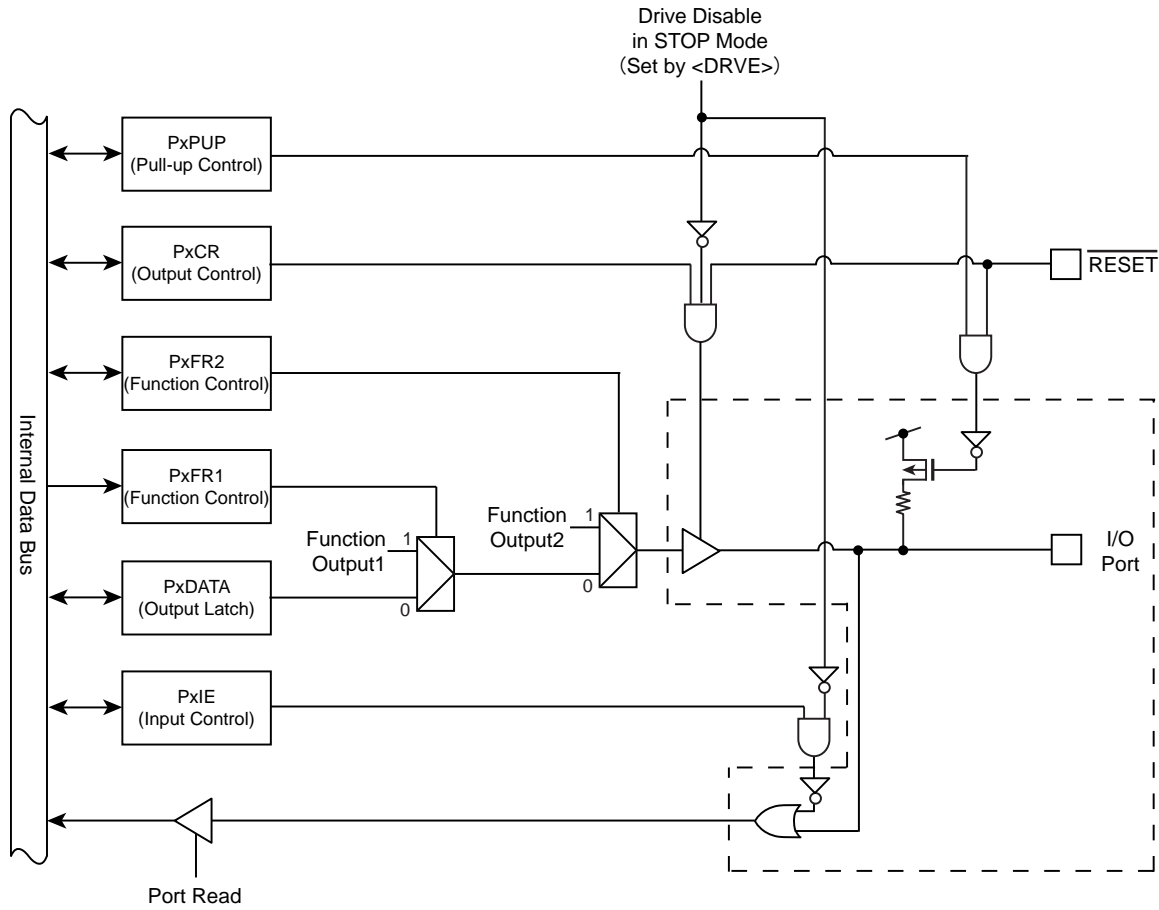 Drive Disable
in STOP Mode
（Set by <DRVE>）
PxPUP
(Pull-up Control)
PxCR
(Output Control)
RESET
PxFR2
(Function Control)
Internal Data Bus
PxFR1
(Function Control)
Function
Output1
1
0
Function
Output2
1
0
I/O
Port
PxDATA
(Output Latch)
PxIE
(Input Control)
Port Read